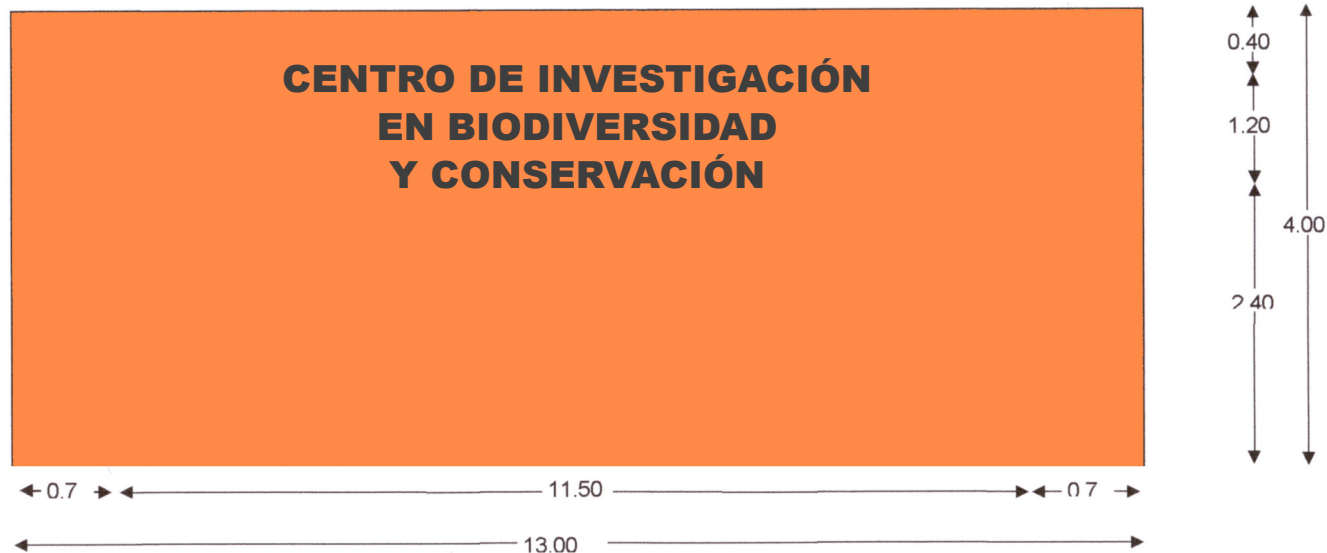 CENTRO DE INVESTIGACIÓN
EN BIODIVERSIDAD
Y CONSERVACIÓN
0.40
1.20
4.00
2.40
0.7
11.50
0.7
13.00